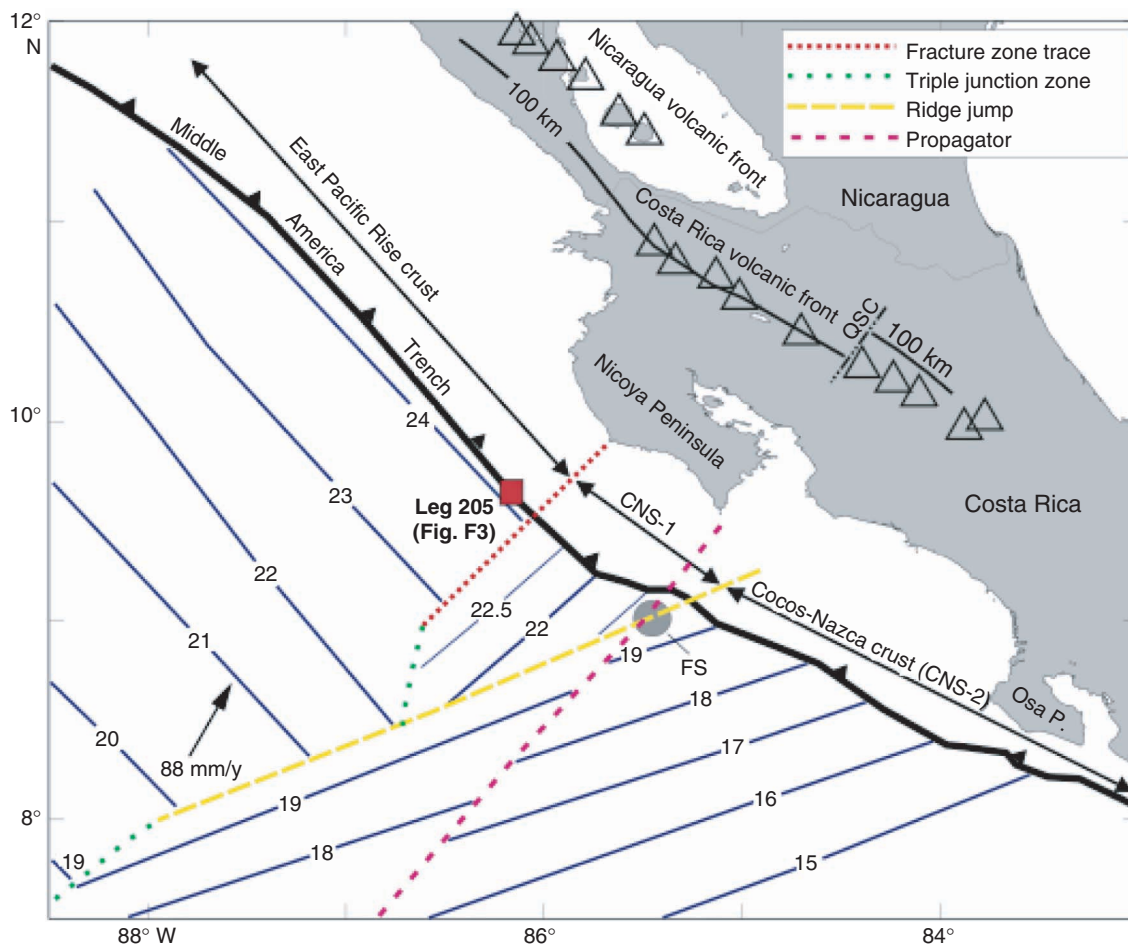 12°
N
10°
8°
88° W
86°
84°
Fracture zone trace
Triple junction zone
Ridge jump
Propagator
Nicaragua volcanic front
100 km
Middle
America
Trench
East Pacific Rise crust
Nicaragua
Costa Rica volcanic front
QSC
100 km
Nicoya Peninsula
Costa Rica
24
23
Leg 205
(Fig. F3)
CNS-1
22
22.5
22
21
Cocos-Nazca crust (CNS-2)
19
FS
Osa P.
18
20
88 mm/y
17
19
16
18
19
15